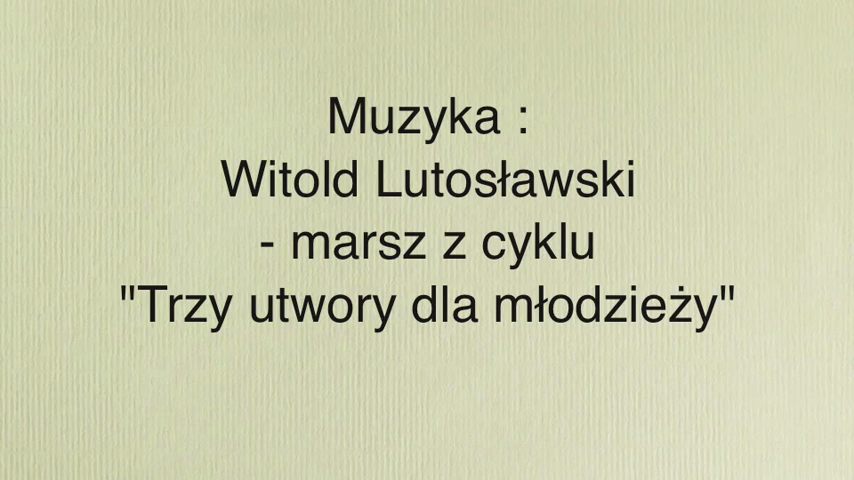 Muzyka :
Witold Lutosławski
- marsz z cyklu
"Trzy utwory dla młodzieży"